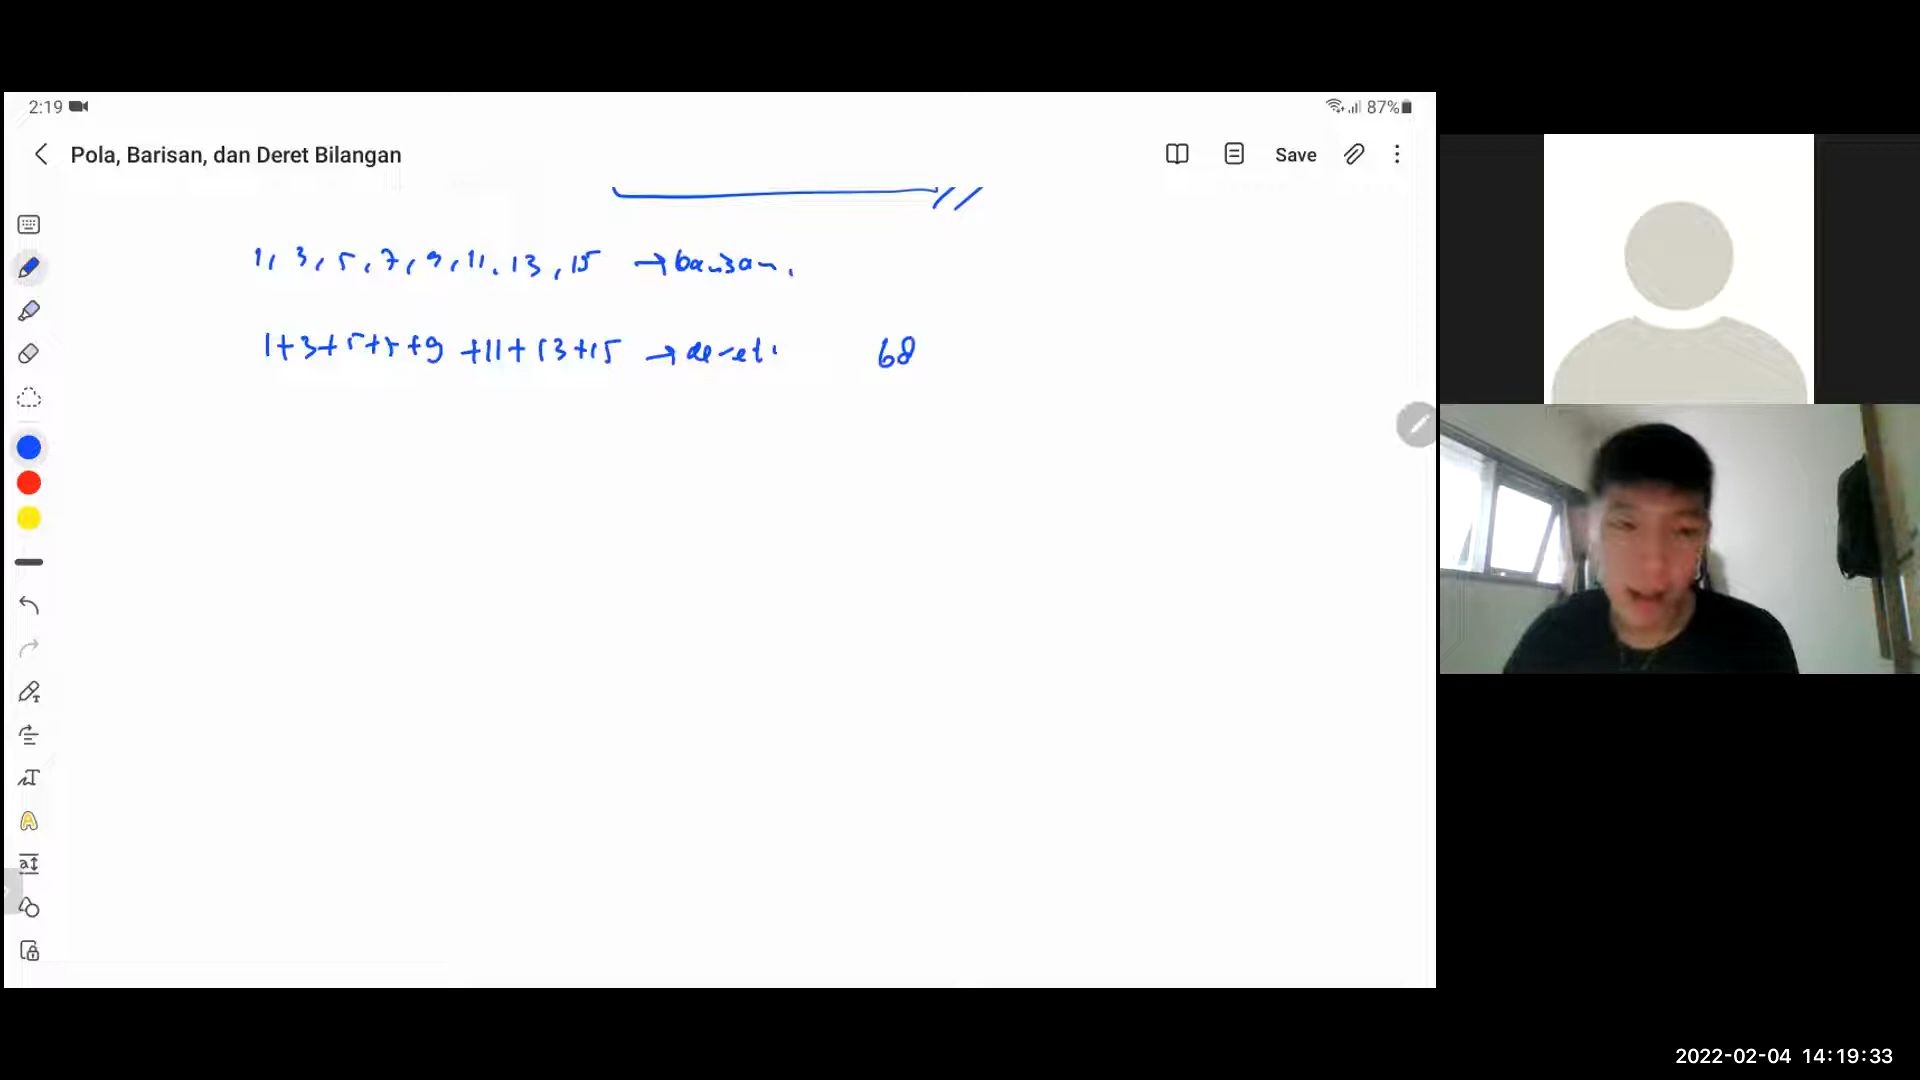 2:19
87%
Pola, Barisan, dan Deret Bilangan
Save
1, 3, 5, 7, 9, 11, 13, 15 → barisan.
1+3+5+7+9+11+13+15 → deret.
68
2022-02-04 14:19:33